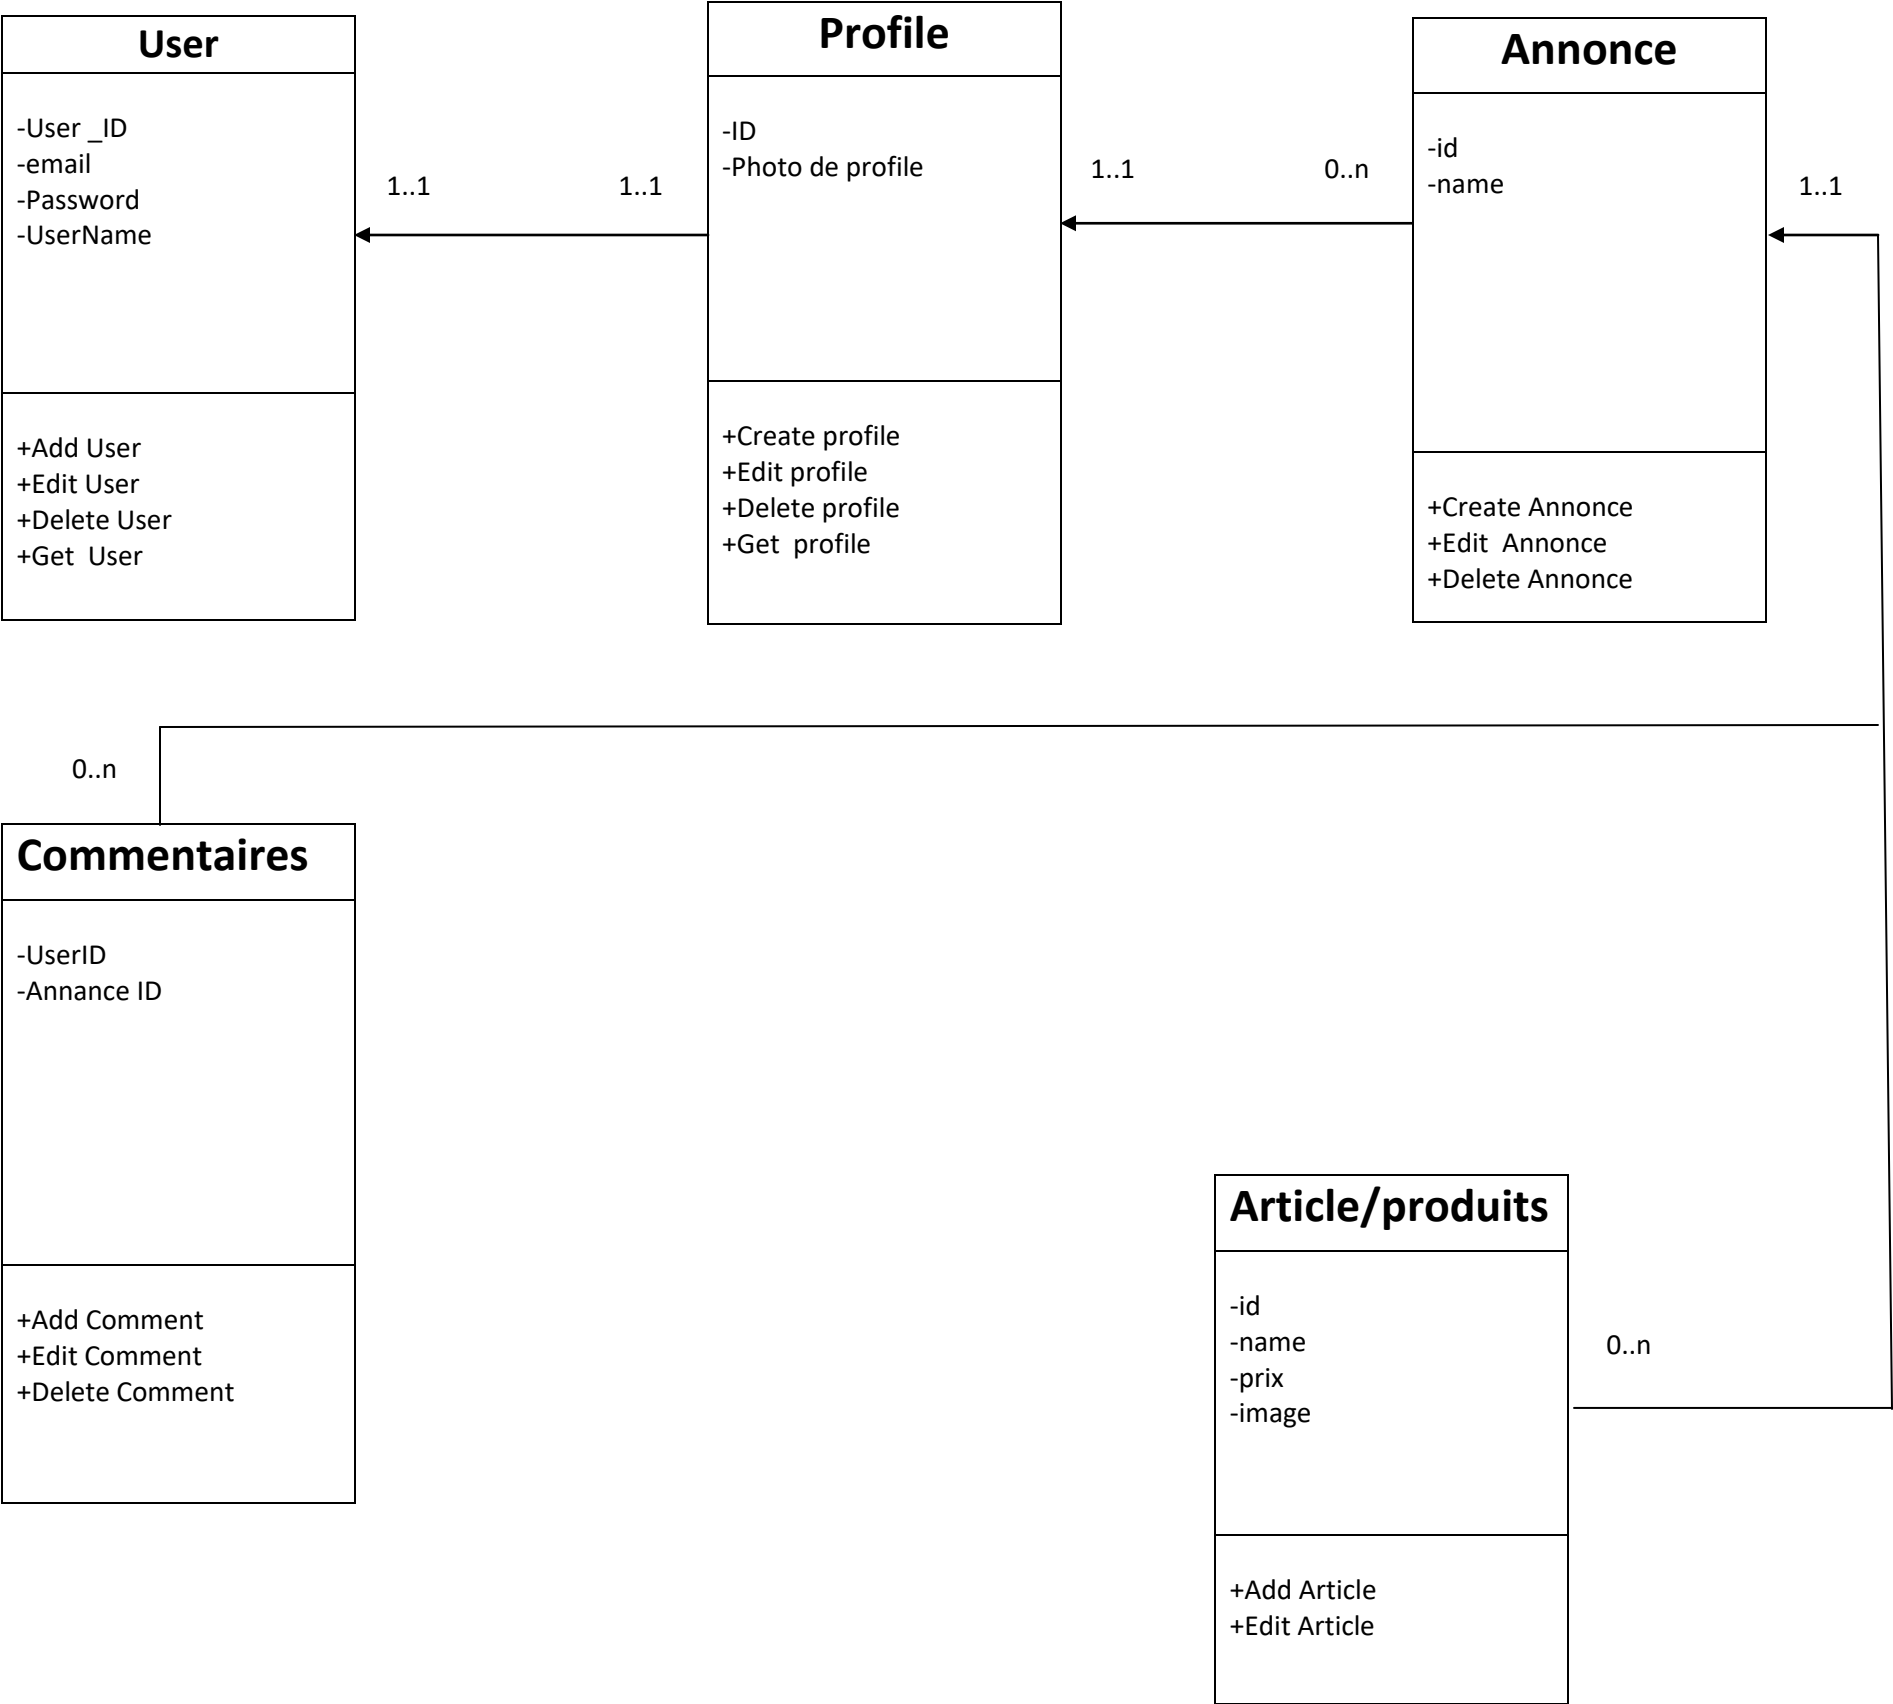 User
-User _ID
-email
-Password
-UserName
+Add User
+Edit User
+Delete User
+Get  User
1..1
1..1
Profile
-ID
-Photo de profile
+Create profile
+Edit profile
+Delete profile
+Get  profile
1..1
0..n
Annonce
-id
-name
+Create Annonce
+Edit  Annonce
+Delete Annonce
1..1
0..n
Commentaires
-UserID
-Annance ID
+Add Comment
+Edit Comment
+Delete Comment
Article/produits
-id
-name
-prix
-image
+Add Article
+Edit Article
0..n